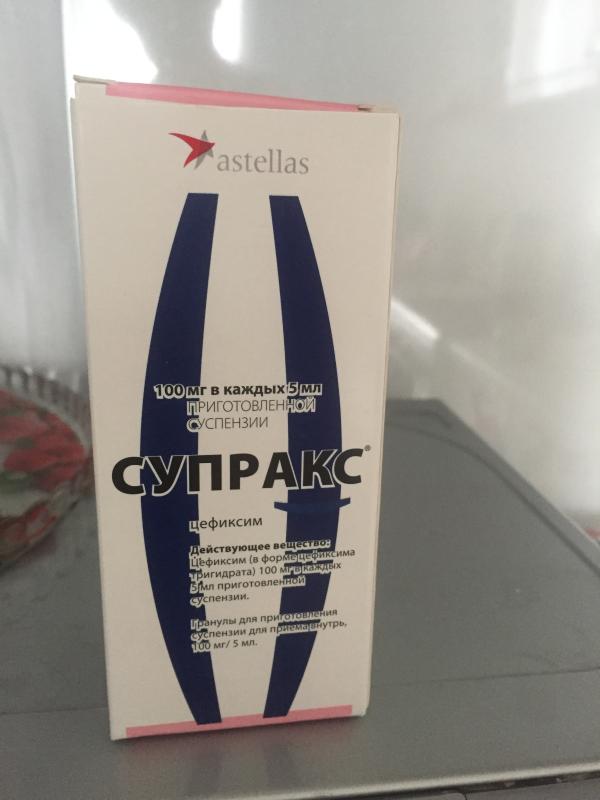 astellas
100 мг в каждых 5 мл
ПРИГОТОВЛЕННОЙ
СУСПЕНЗИИ
СУПРАКС®
цефиксим
Действующее вещество:
Цефиксим (в форме цефиксима
тригидрата) 100 мг в каждых
5 мл приготовленной
суспензии.
Гранулы для приготовления
суспензии для приема внутрь,
100 мг/ 5 мл.